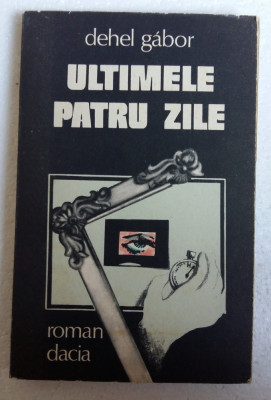 dehel gábor
ULTIMELE
PATRU ZILE
roman
dacia